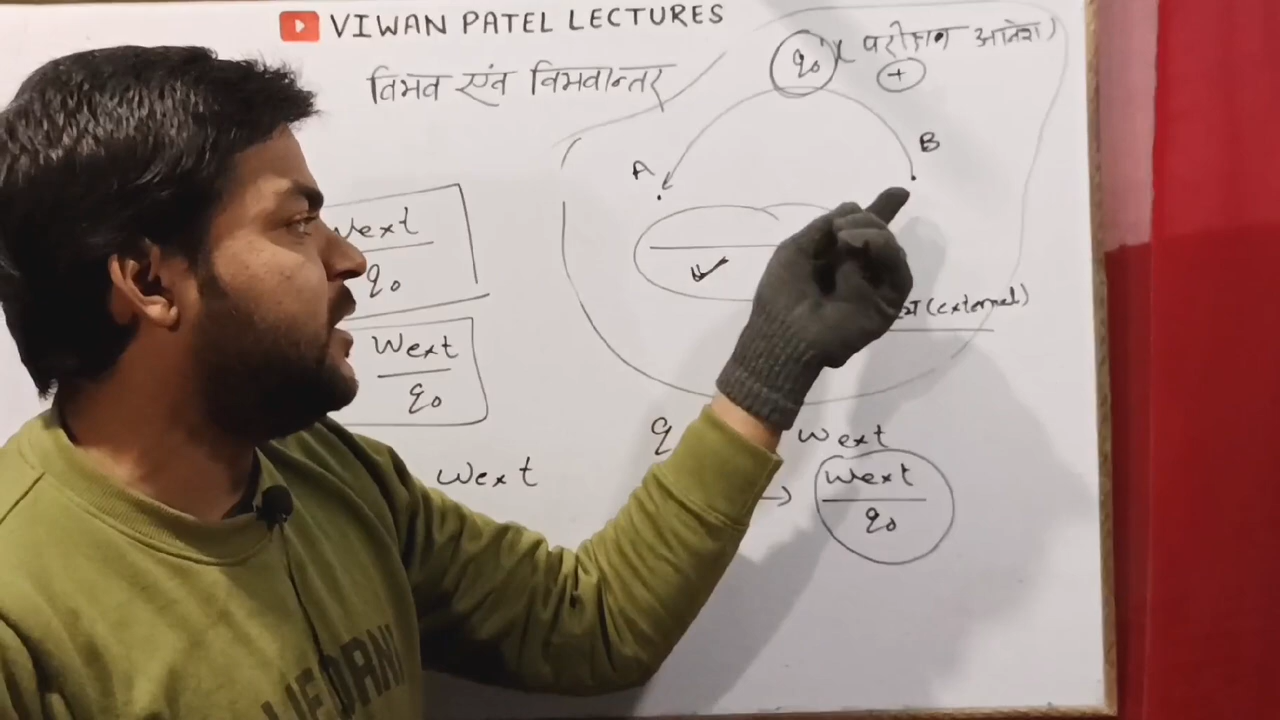 VIWAN PATEL LECTURES
विभव एंव विभवान्तर
q₀ (परीक्षण आवेश)
+
A
B
Wext
q₀
(external)
Wext
q₀
q
Wext
Wext
→ Wext
q₀